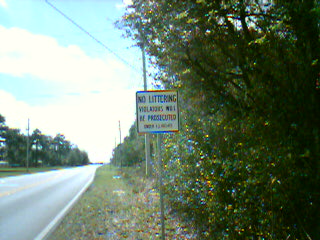 NO LITTERING
VIOLATORS WILL
BE PROSECUTED